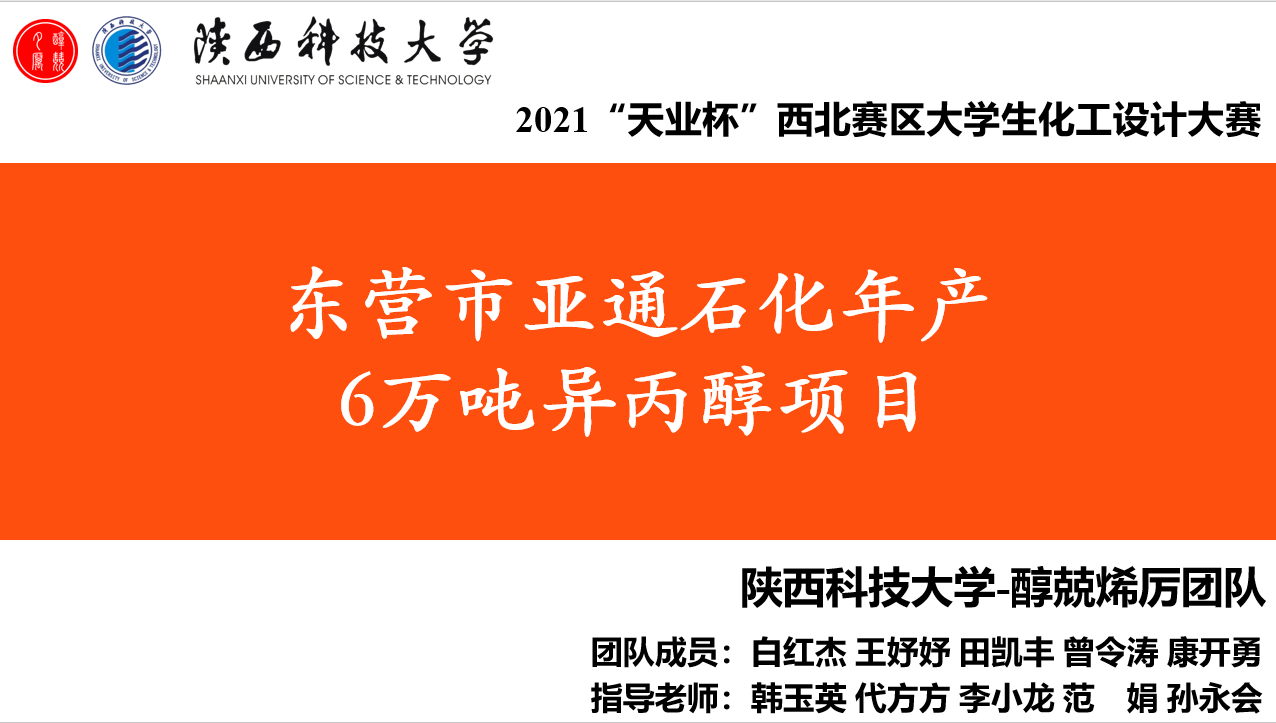 陕西科技大学
SHAANXI UNIVERSITY OF SCIENCE & TECHNOLOGY
2021“天业杯”西北赛区大学生化工设计大赛
东营市亚通石化年产
6万吨异丙醇项目
陕西科技大学-醇兢烯厉团队
团队成员：白红杰 王妤妤 田凯丰 曾令涛 康开勇
指导老师：韩玉英 代方方 李小龙 范　娟 孙永会